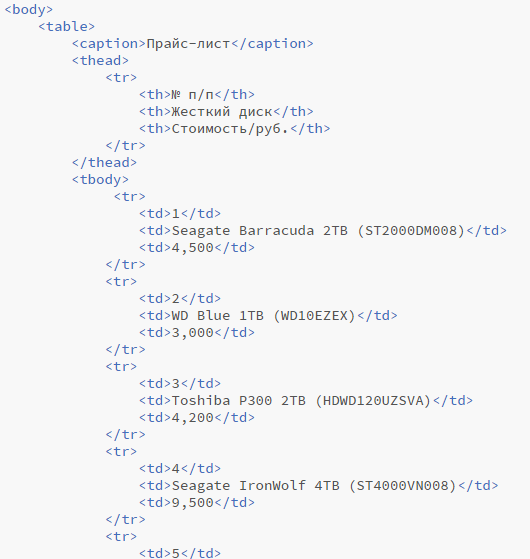 <body>
<table>
<caption>Прайс-лист</caption>
<thead>
<tr>
<th>№ п/п</th>
<th>Жесткий диск</th>
<th>Стоимость/руб.</th>
</tr>
</thead>
<tbody>
<tr>
<td>1</td>
<td>Seagate Barracuda 2TB (ST2000DM008)</td>
<td>4,500</td>
</tr>
<tr>
<td>2</td>
<td>WD Blue 1TB (WD10EZEX)</td>
<td>3,000</td>
</tr>
<tr>
<td>3</td>
<td>Toshiba P300 2TB (HDWD120UZSVA)</td>
<td>4,200</td>
</tr>
<tr>
<td>4</td>
<td>Seagate IronWolf 4TB (ST4000VN008)</td>
<td>9,500</td>
</tr>
<tr>
<td>5</td>